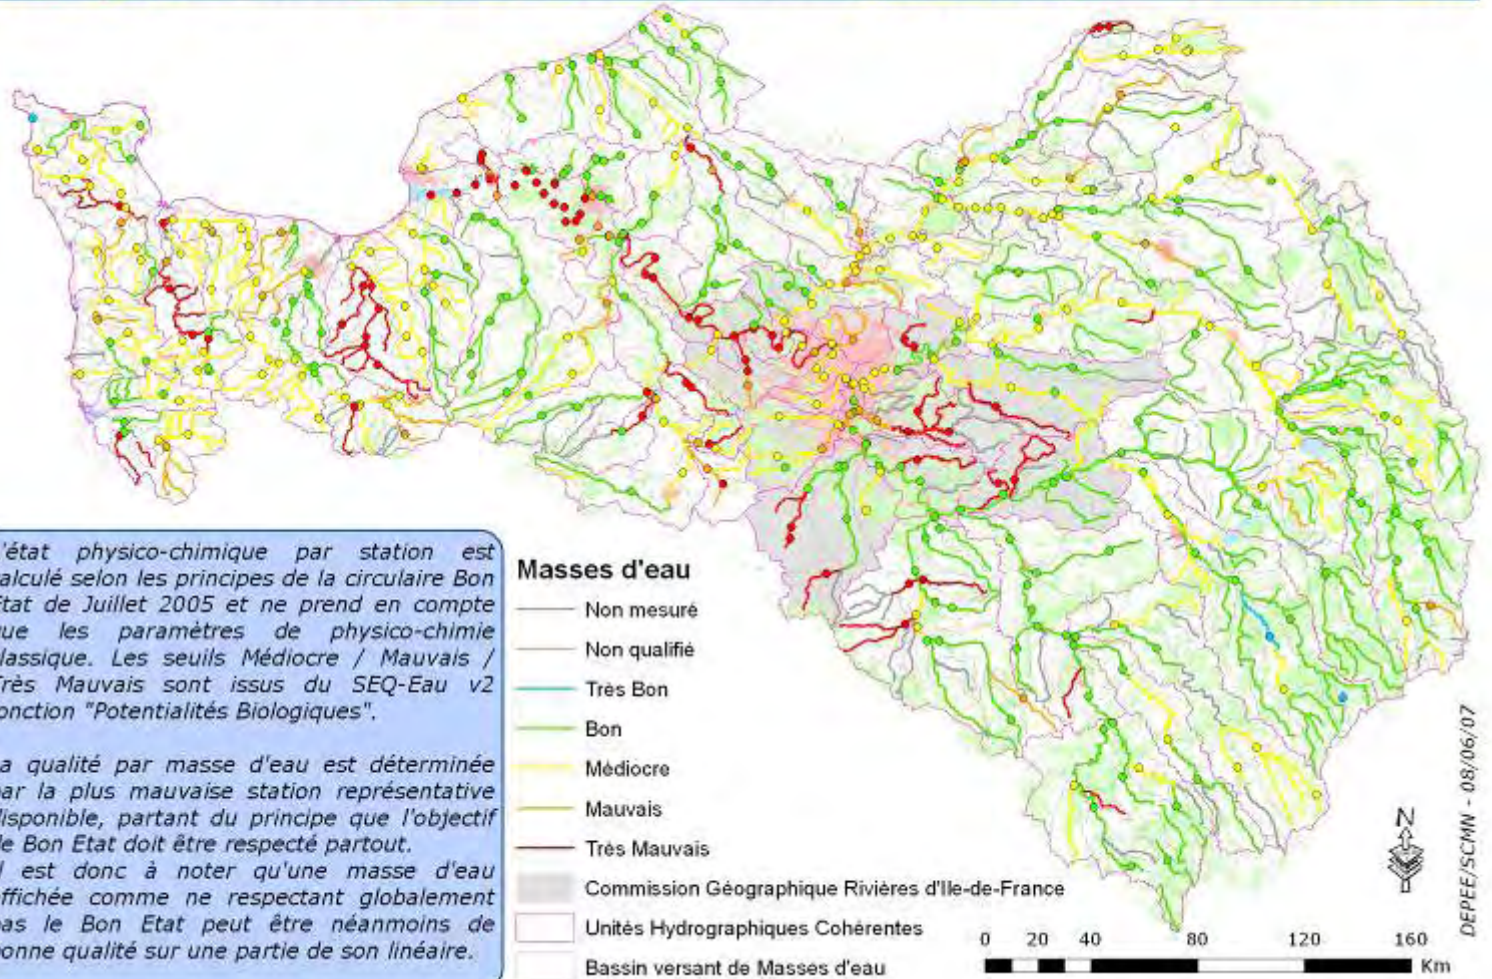 'état physico-chimique par station est
alculé selon les principes de la circulaire Bon
tat de Juillet 2005 et ne prend en compte
ue les paramètres de physico-chimie
lassique. Les seuils Médiocre / Mauvais /
rès Mauvais sont issus du SEQ-Eau v2
onction "Potentialités Biologiques".
a qualité par masse d'eau est déterminée
ar la plus mauvaise station représentative
isponible, partant du principe que l'objectif
e Bon Etat doit être respecté partout.
l est donc à noter qu'une masse d'eau
ffichée comme ne respectant globalement
as le Bon Etat peut être néanmoins de
onne qualité sur une partie de son linéaire.
Masses d'eau
Non mesuré
Non qualifié
Très Bon
Bon
Médiocre
Mauvais
Très Mauvais
Commission Géographique Rivières d'Ile-de-France
Unités Hydrographiques Cohérentes
Bassin versant de Masses d'eau
N
0 20 40 80 120 160
Km
DEPEE/SCMN - 08/06/07